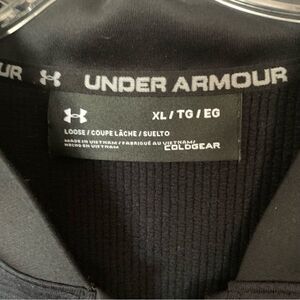 UR UNDER ARMOUR
XL / TG / EG
LOOSE / COUPE LÂCHE / SUELTO
MADE IN VIETNAM / FABRIQUÉ AU VIETNAM/
HECHO EN VIETNAM
COLDGEAR